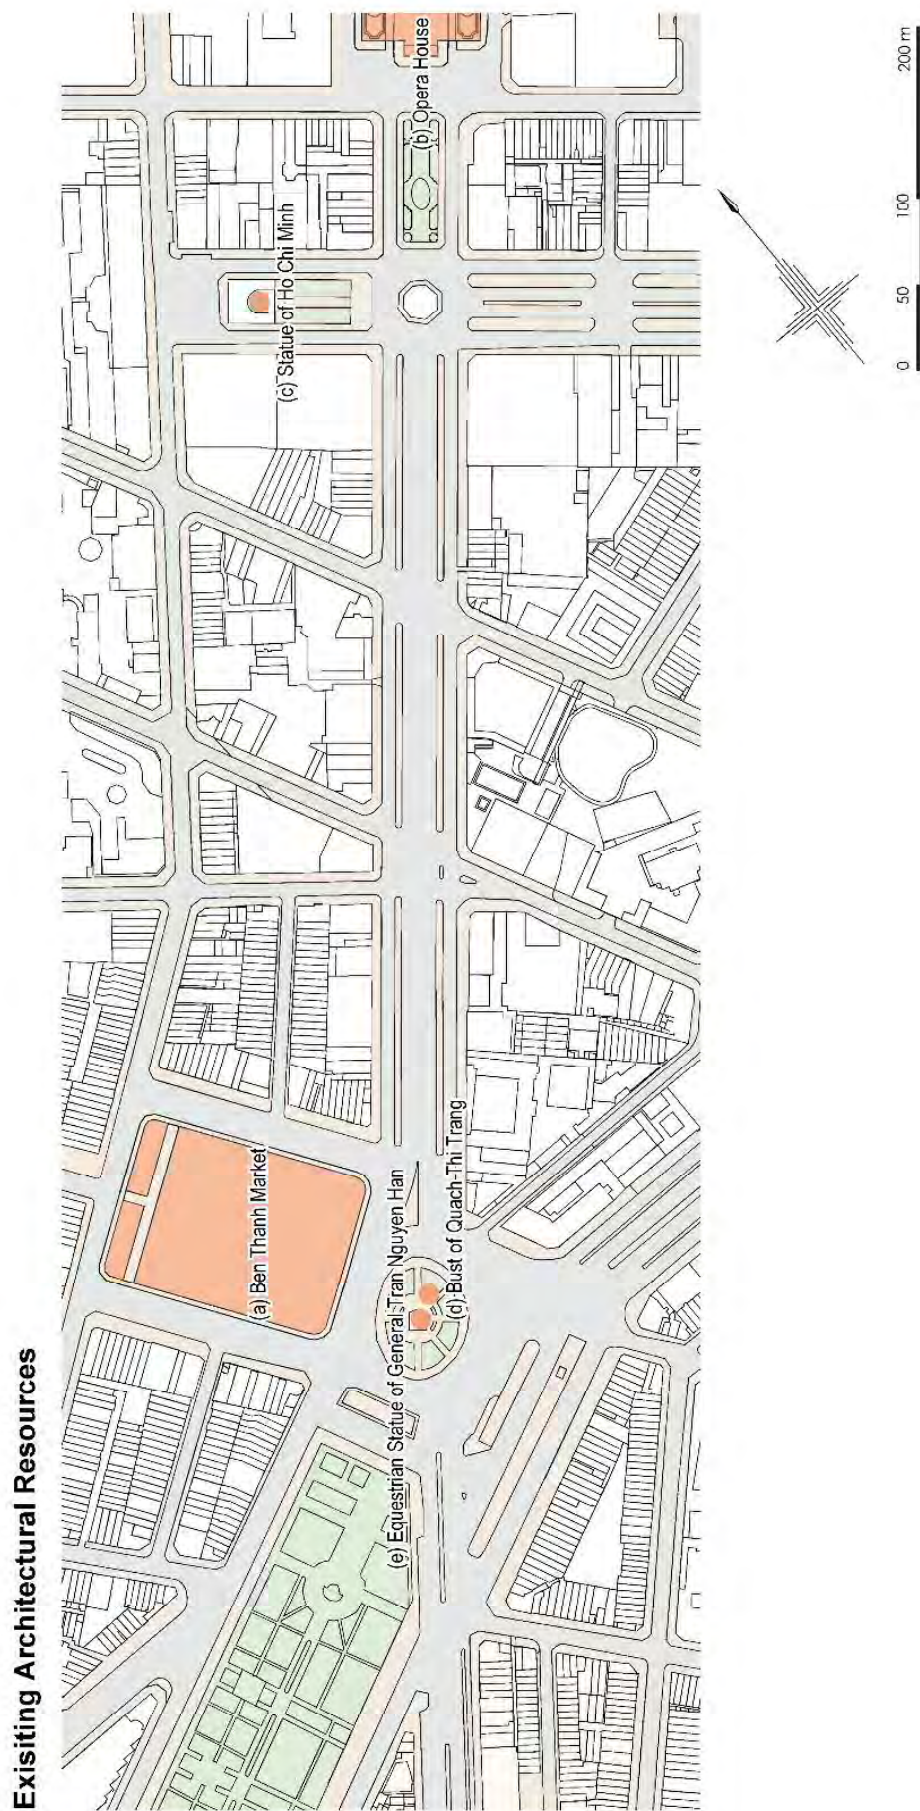 Exisiting Architectural Resources
(a) Ben Thanh Market
(e) Equestrian Statue of General Tran Nguyen Han
(d) Bust of Quach Thi Trang
(c) Statue of Ho Chi Minh
(b) Opera House
0 50 100 200 m